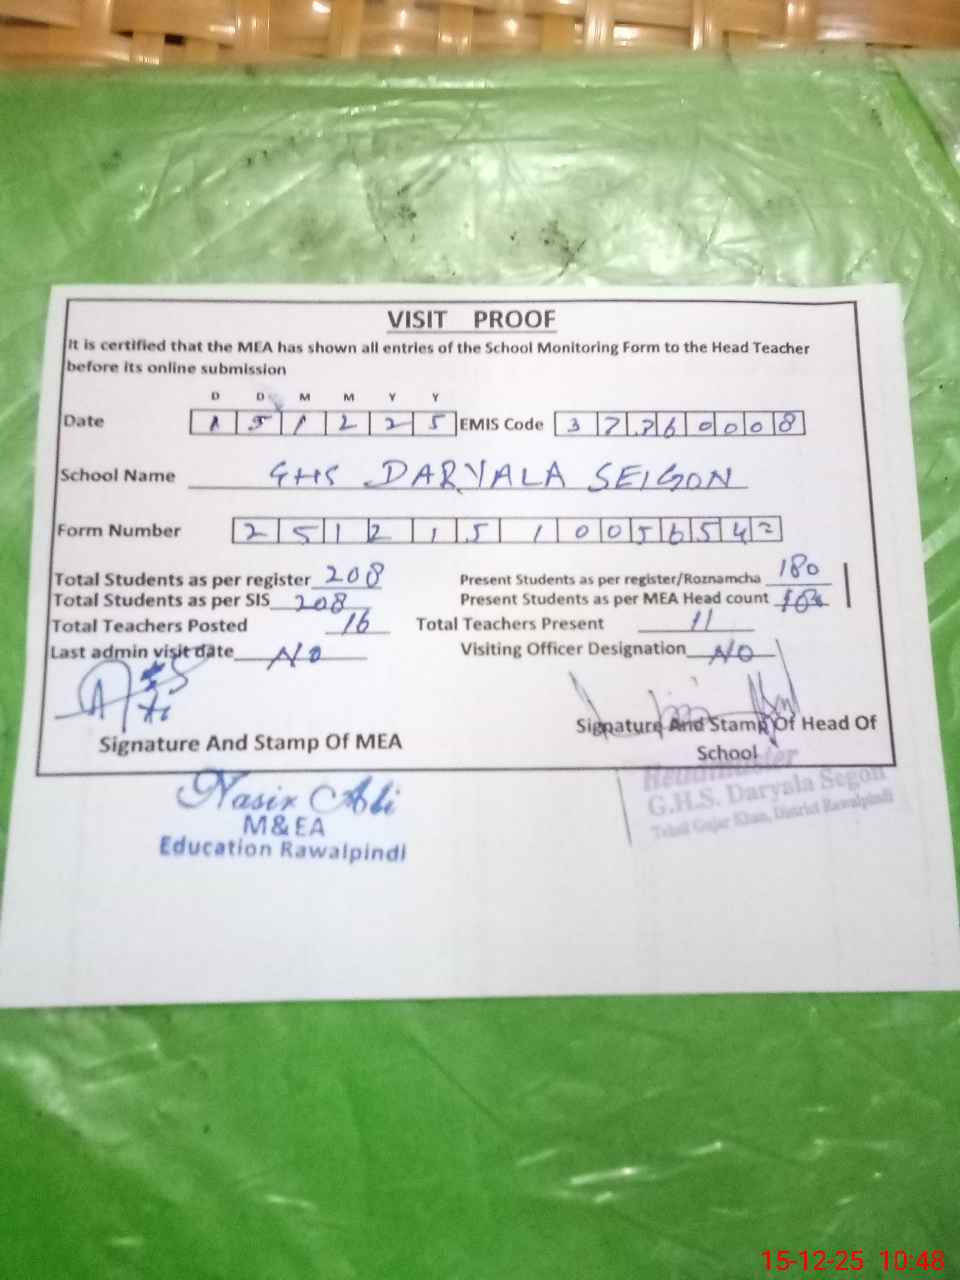 VISIT PROOF
It is certified that the MEA has shown all entries of the School Monitoring Form to the Head Teacher
before its online submission
D D M M Y Y
Date 1 5 1 2 2 5 EMIS Code 3 7 3 6 0 0 0 8
School Name GHS DARYALA SEIGON
Form Number 2 5 1 2 1 5 1 0 0 5 6 5 4 2
Total Students as per register 208 Present Students as per register/Roznamcha 180
Total Students as per SIS 208 Present Students as per MEA Head count
Total Teachers Posted 16 Total Teachers Present 11
Last admin visit date NO Visiting Officer Designation NO
Signature And Stamp Of MEA
Signature And Stamp Of Head Of
School
Nasir Ali
M&EA
Education Rawalpindi
Headmaster
G.H.S. Daryala Segon
Tehsil Gujar Khan, District Rawalpindi
15-12-25 10:48